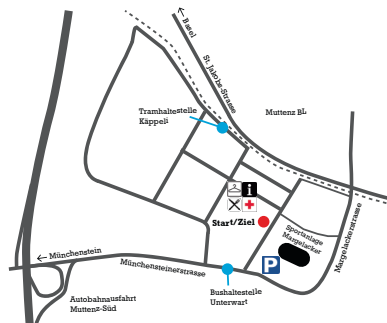 ← Basel
St. Jakobs-Strasse
Tramhaltestelle
Käppeli
Muttenz BL
i
Start/Ziel
Sportanlage
Margelacker
Margelackerstrasse
← Münchenstein
Münchensteinerstrasse
P
Autobahnausfahrt
Muttenz-Süd
Bushaltestelle
Unterwart